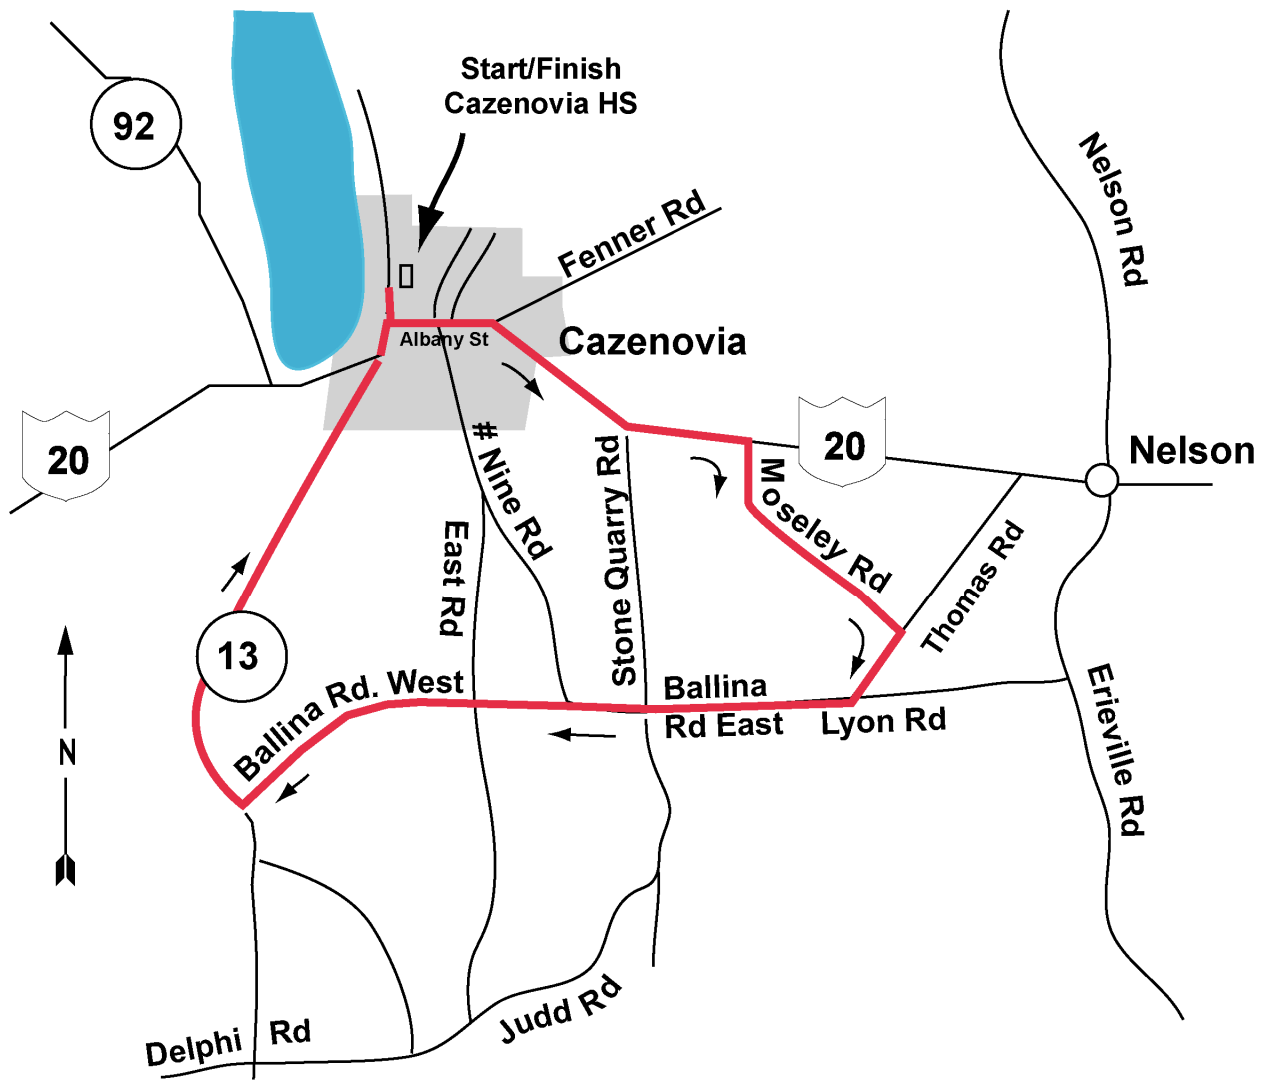 Start/Finish
Cazenovia HS
92
Nelson Rd
Fenner Rd
Albany St
Cazenovia
20
20
Nelson
# Nine Rd
Stone Quarry Rd
Moseley Rd
East Rd
Thomas Rd
13
Ballina Rd. West
Ballina
Rd East
Lyon Rd
Erieville Rd
N
Judd Rd
Delphi Rd